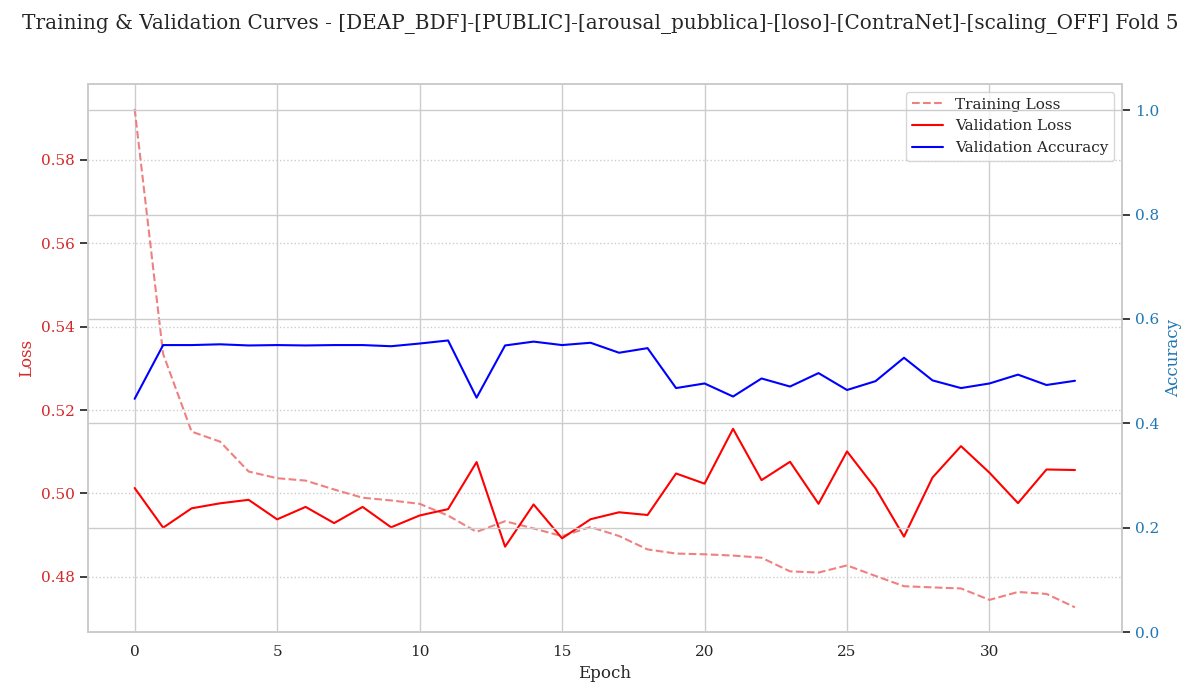 Training & Validation Curves - [DEAP_BDF]-[PUBLIC]-[arousal_pubblica]-[loso]-[ContraNet]-[scaling_OFF] Fold 5
Training Loss
Validation Loss
Validation Accuracy
0.58
0.56
0.54
0.52
0.50
0.48
Loss
1.0
0.8
0.6
0.4
0.2
0.0
Accuracy
0 5 10 15 20 25 30
Epoch